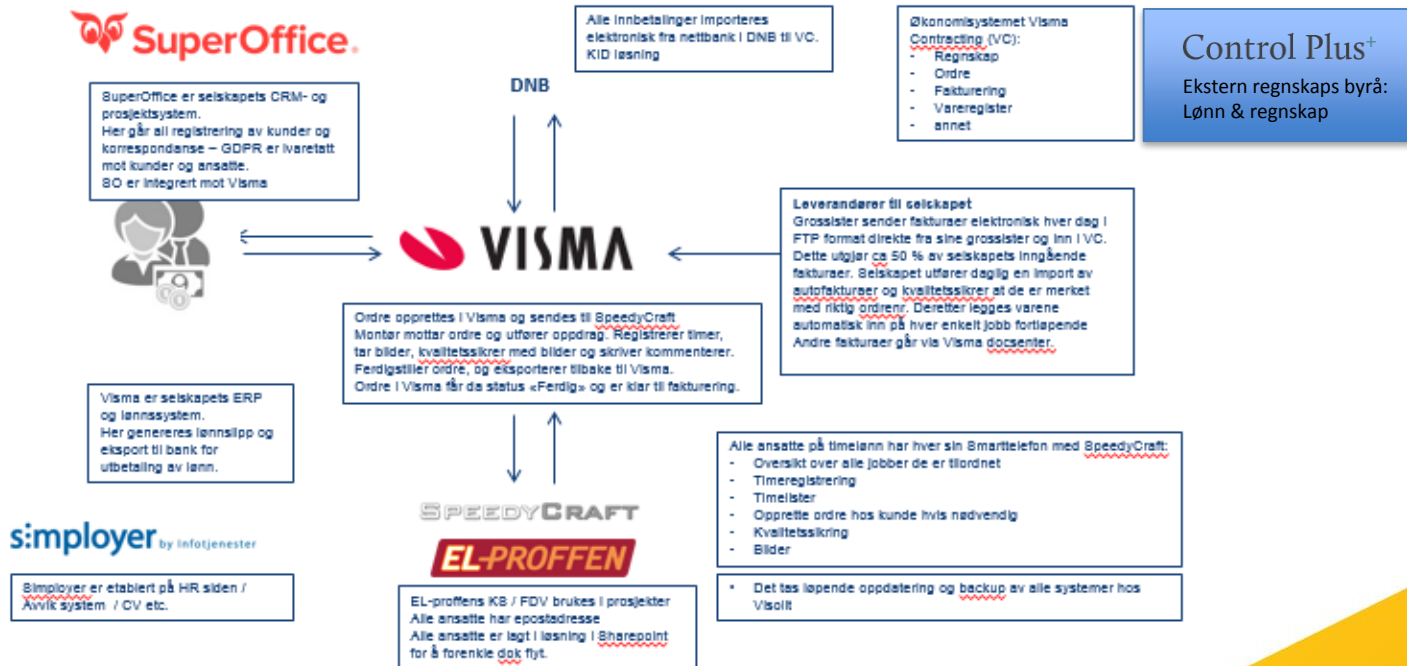 SuperOffice.
SuperOffice er selskapets CRM- og
prosjektsystem.
Her går all registrering av kunder og
korrespondanse – GDPR er ivaretatt
mot kunder og ansatte.
SO er integrert mot Visma
DNB
Alle innbetalinger importeres
elektronisk fra nettbank i DNB til VC.
KID løsning
Økonomisystemet Visma
Contracting (VC):
- Regnskap
- Ordre
- Fakturering
- Vareregister
- annet
Control Plus+
Ekstern regnskaps byrå:
Lønn & regnskap
VISMA
Leverandører til selskapet
Grossister sender fakturaer elektronisk hver dag i
FTP format direkte fra sine grossister og inn i VC.
Dette utgjør ca 50 % av selskapets inngående
fakturaer. Selskapet utfører daglig en import av
autofakturaer og kvalitetssikrer at de er merket
med riktig ordrenr. Deretter legges varene
automatisk inn på hver enkelt jobb fortløpende
Andre fakturaer går via Visma docsenter.
Ordre opprettes i Visma og sendes til SpeedyCraft
Montør mottar ordre og utfører oppdrag. Registrerer timer,
tar bilder, kvalitetssikrer med bilder og skriver kommenterer.
Ferdigstiller ordre, og eksporterer tilbake til Visma.
Ordre i Visma får da status «Ferdig» og er klar til fakturering.
Visma er selskapets ERP
og lønnssystem.
Her genereres lønnslipp og
eksport til bank for
utbetaling av lønn.
Alle ansatte på timelønn har hver sin Smarttelefon med SpeedyCraft:
- Oversikt over alle jobber de er tilordnet
- Timeregistrering
- Timelister
- Opprette ordre hos kunde hvis nødvendig
- Kvalitetssikring
- Bilder
SPEEDYCRAFT
EL-PROFFEN
s:mployer by Infotjenester
Simployer er etablert på HR siden /
Avvik system / CV etc.
• Det tas løpende oppdatering og backup av alle systemer hos
Visolit
EL-proffens KS / FDV brukes i prosjekter
Alle ansatte har epostadresse
Alle ansatte er lagt i løsning i Sharepoint
for å forenkle dok flyt.